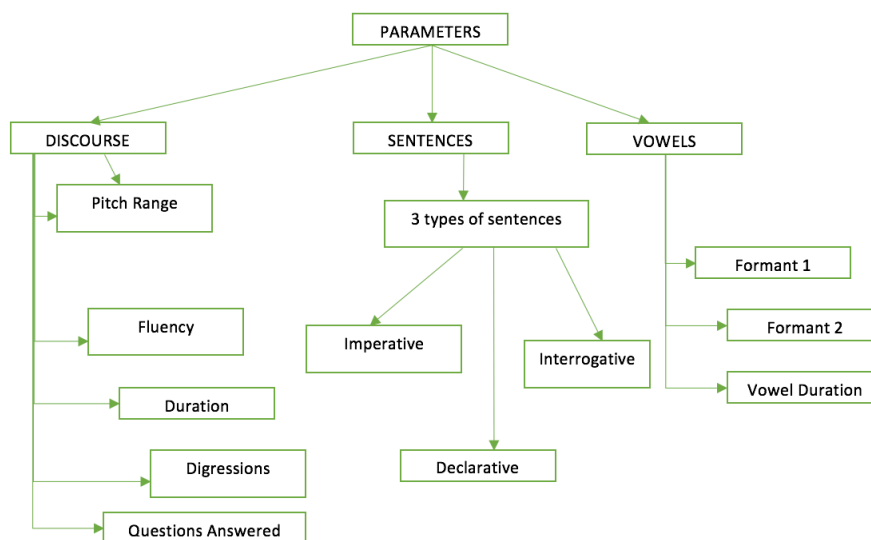 PARAMETERS
DISCOURSE
SENTENCES
VOWELS
Pitch Range
3 types of sentences
Formant 1
Fluency
Imperative
Interrogative
Formant 2
Duration
Vowel Duration
Digressions
Declarative
Questions Answered